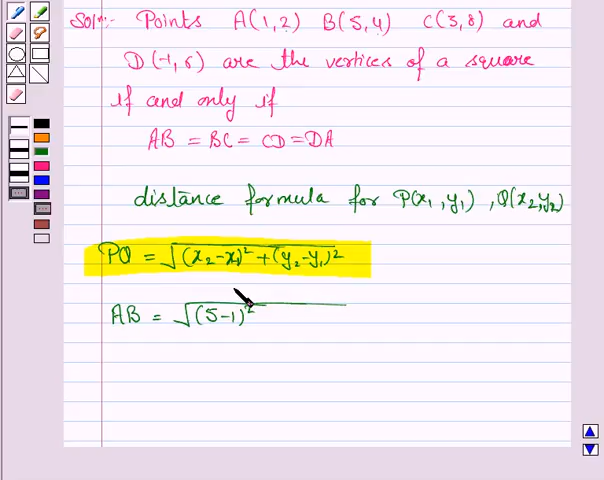 Soln:- Points A(1,2) B(5,4) C(3,8) and
D(-1,6) are the vertices of a square
if and only if
AB = BC = CD = DA
distance formula for P(x₁,y₁), Q(x₂,y₂)
PQ = √(x₂-x₁)²+(y₂-y₁)²
AB = √(5-1)²